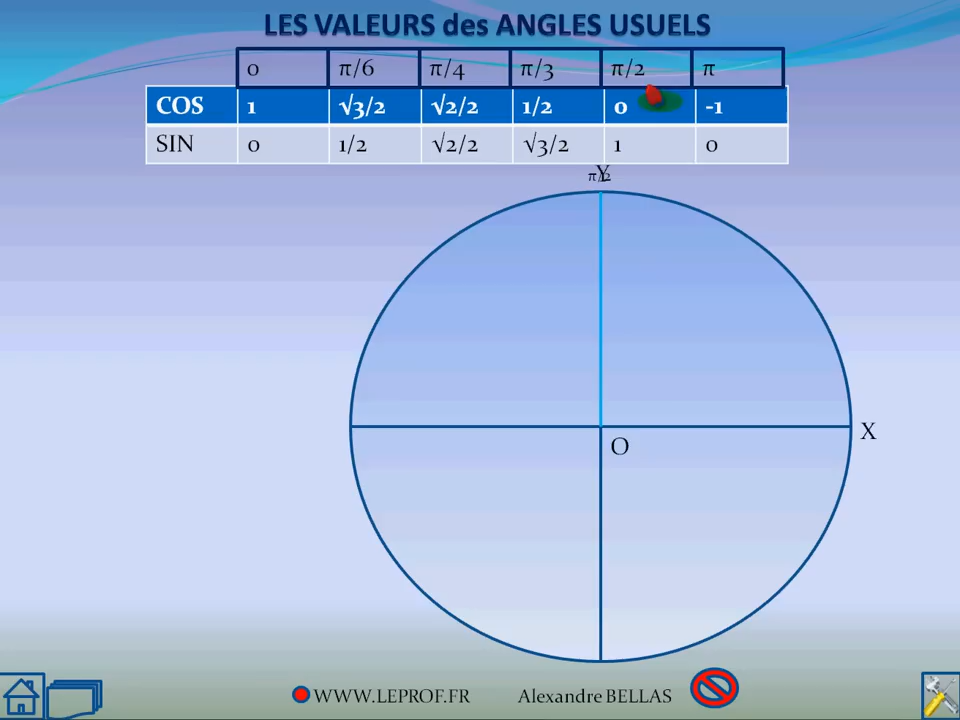 LES VALEURS des ANGLES USUELS
0 π/6 π/4 π/3 π/2 π
COS 1 √3/2 √2/2 1/2 0 -1
SIN 0 1/2 √2/2 √3/2 1 0
π/2 Y
X
O
WWW.LEPROF.FR Alexandre BELLAS